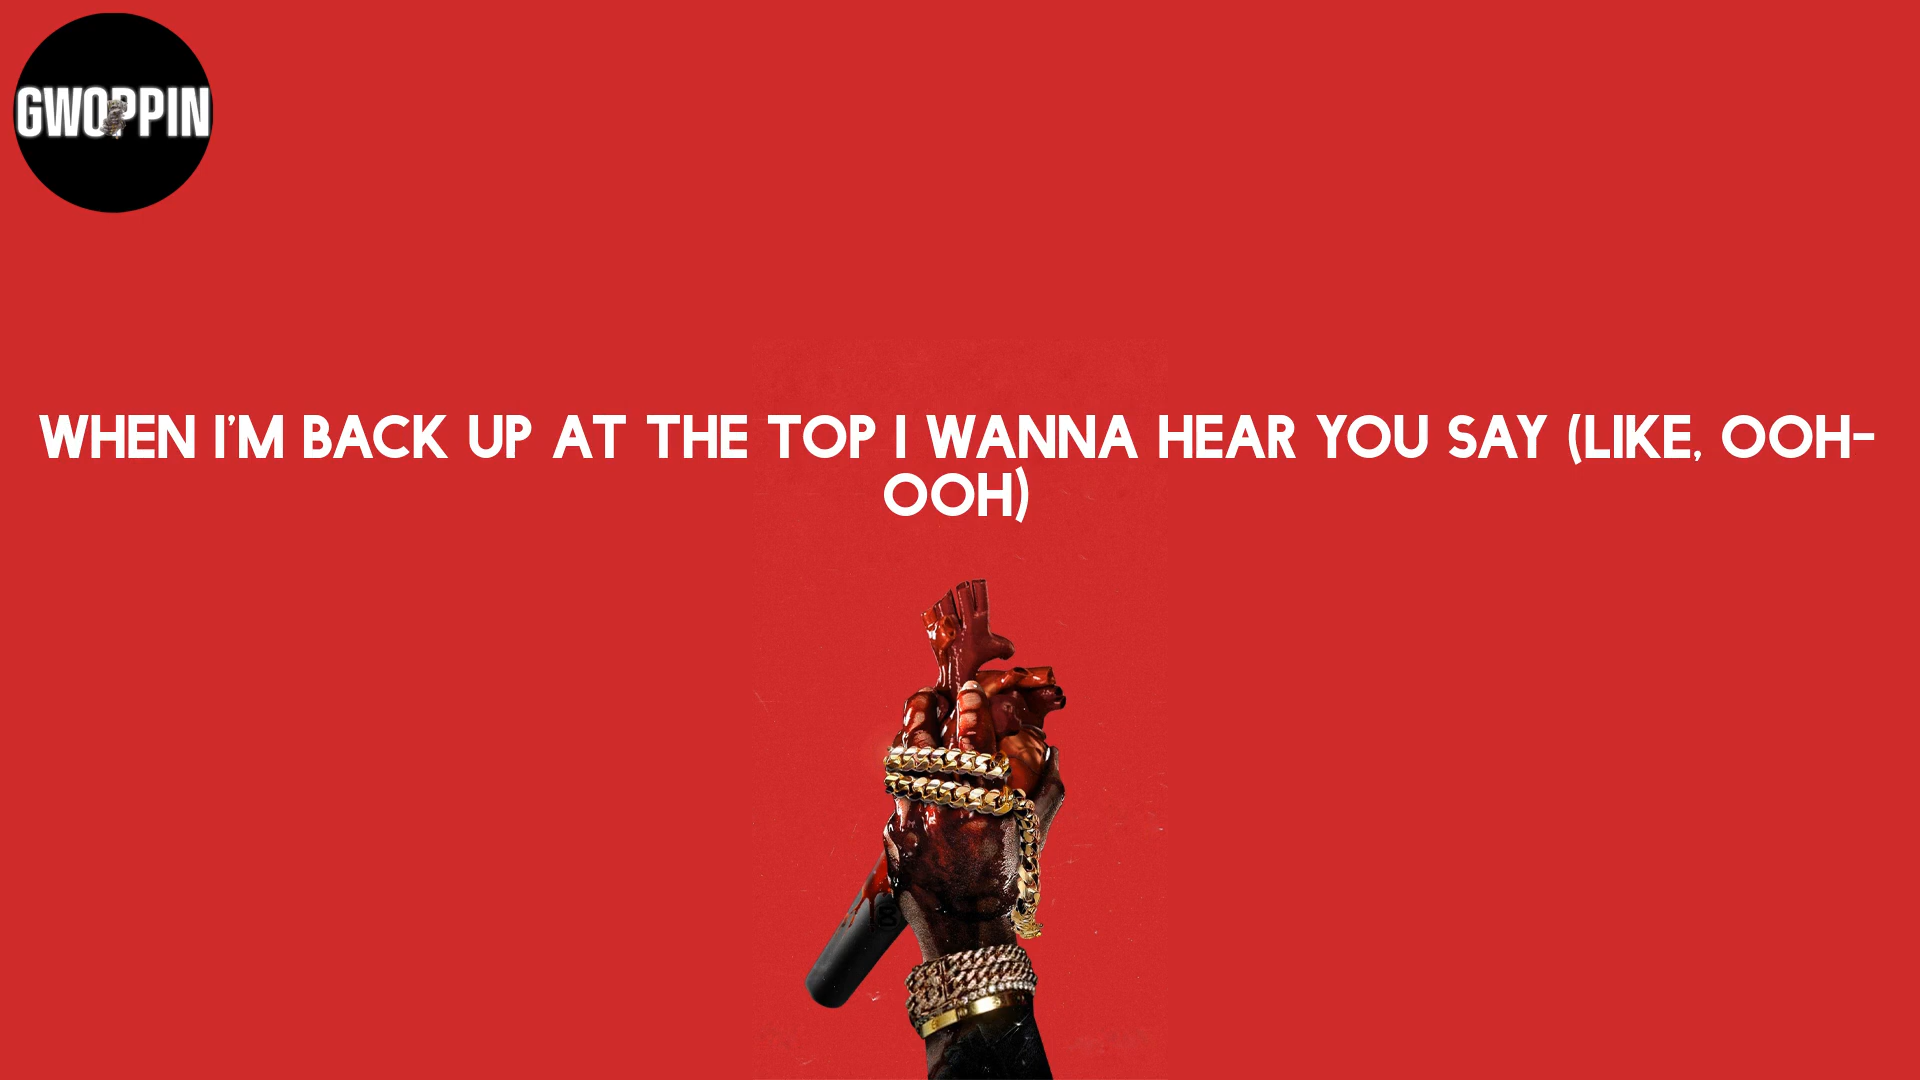 GWOPPIN
WHEN I'M BACK UP AT THE TOP I WANNA HEAR YOU SAY (LIKE, OOH-
OOH)